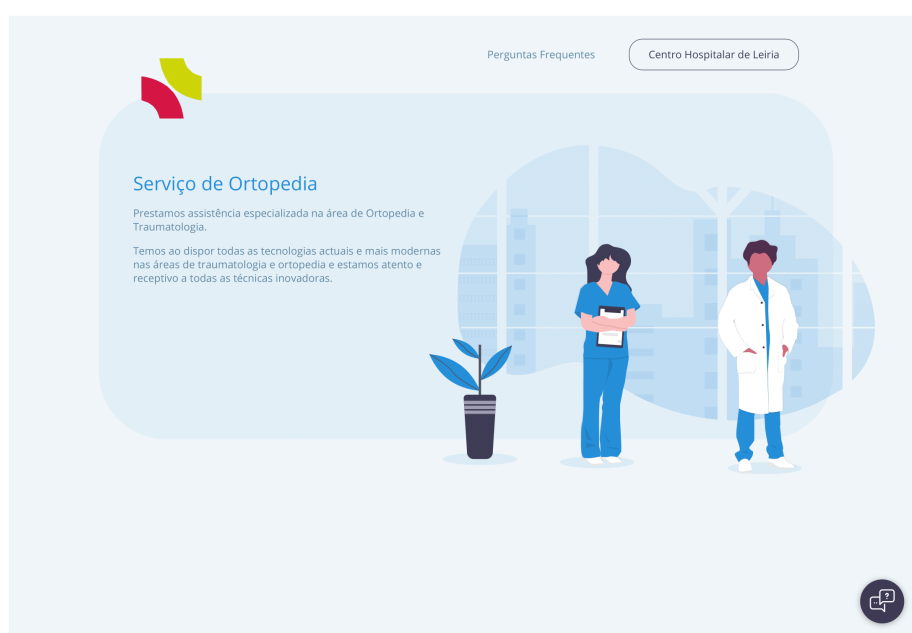 Perguntas Frequentes
Centro Hospitalar de Leiria
Serviço de Ortopedia
Prestamos assistência especializada na área de Ortopedia e
Traumatologia.
Temos ao dispor todas as tecnologias actuais e mais modernas
nas áreas de traumatologia e ortopedia e estamos atento e
receptivo a todas as técnicas inovadoras.